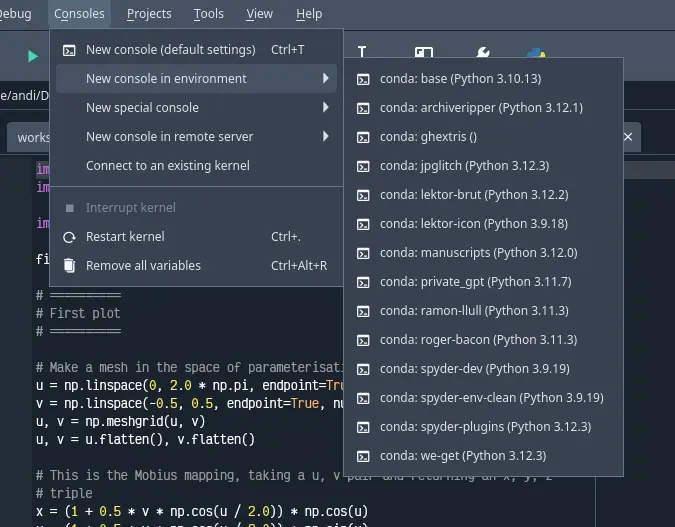 Debug Consoles Projects Tools View Help
New console (default settings) Ctrl+T
New console in environment
New special console
New console in remote server
Connect to an existing kernel
Interrupt kernel
Restart kernel Ctrl+.
Remove all variables Ctrl+Alt+R
conda: base (Python 3.10.13)
conda: archiveripper (Python 3.12.1)
conda: ghextris ()
conda: jpglitch (Python 3.12.3)
conda: lektor-brut (Python 3.12.2)
conda: lektor-icon (Python 3.9.18)
conda: manuscripts (Python 3.12.0)
conda: private_gpt (Python 3.11.7)
conda: ramon-llull (Python 3.11.3)
conda: roger-bacon (Python 3.11.3)
conda: spyder-dev (Python 3.9.19)
conda: spyder-env-clean (Python 3.9.19)
conda: spyder-plugins (Python 3.12.3)
conda: we-get (Python 3.12.3)
e/andi/D
works
im
im
im
fi
# ==========
# First plot
# ==========
# Make a mesh in the space of parameterisati
u = np.linspace(0, 2.0 * np.pi, endpoint=Tru
v = np.linspace(-0.5, 0.5, endpoint=True, nu
u, v = np.meshgrid(u, v)
u, v = u.flatten(), v.flatten()
# This is the Mobius mapping, taking a u, v pair and returning an x, y, z
# triple
x = (1 + 0.5 * v * np.cos(u / 2.0)) * np.cos(u)